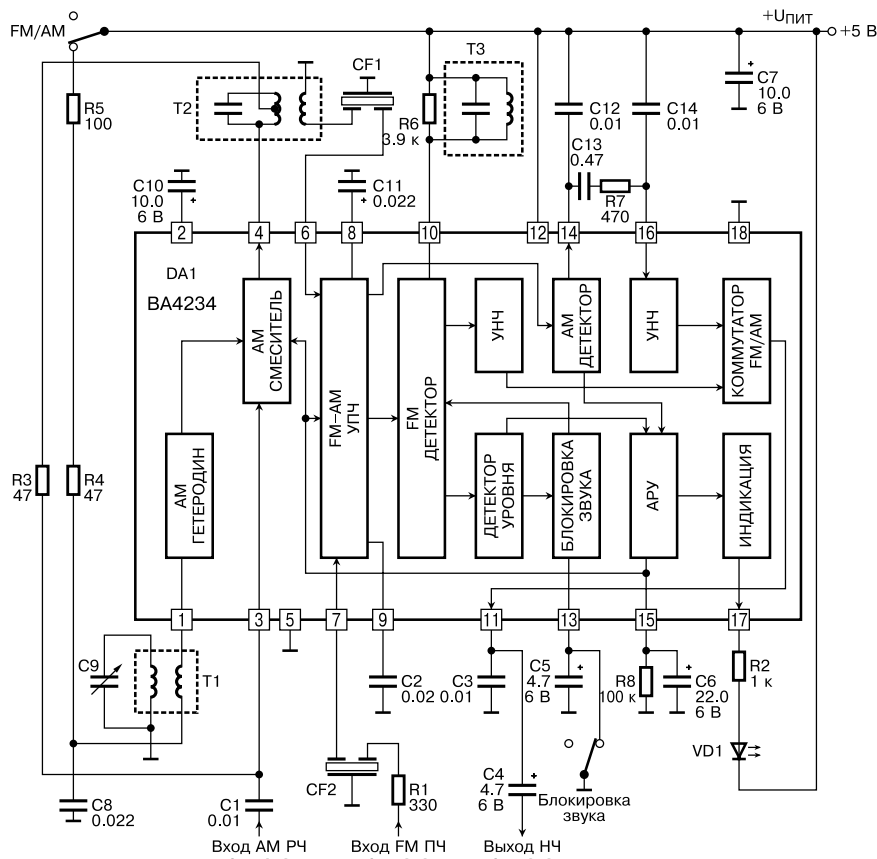 FM/AM
+UПИТ
+5 В
T3
CF1
T2
R5
100
R6
3.9 к
C12
0.01
C14
0.01
C7
10.0
6 В
+
C13
0.47
R7
470
C10
10.0
6 В
+
C11
0.022
+
2
4
6
8
10
12
14
16
18
DA1
BA4234
АМ
СМЕСИТЕЛЬ
FM–АМ
УПЧ
FM
ДЕТЕКТОР
УНЧ
АМ
ДЕТЕКТОР
УНЧ
КОММУТАТОР
FM/АМ
АМ
ГЕТЕРОДИН
ДЕТЕКТОР
УРОВНЯ
БЛОКИРОВКА
ЗВУКА
АРУ
ИНДИКАЦИЯ
R3
47
R4
47
1
3
5
7
9
11
13
15
17
C9
T1
C2
0.02
C3
0.01
C5
4.7
6 В
+
R8
100 к
C6
22.0
6 В
+
R2
1 к
VD1
C8
0.022
C1
0.01
CF2
R1
330
C4
4.7
6 В
+
Блокировка
звука
Вход АМ РЧ
Вход FM ПЧ
Выход НЧ